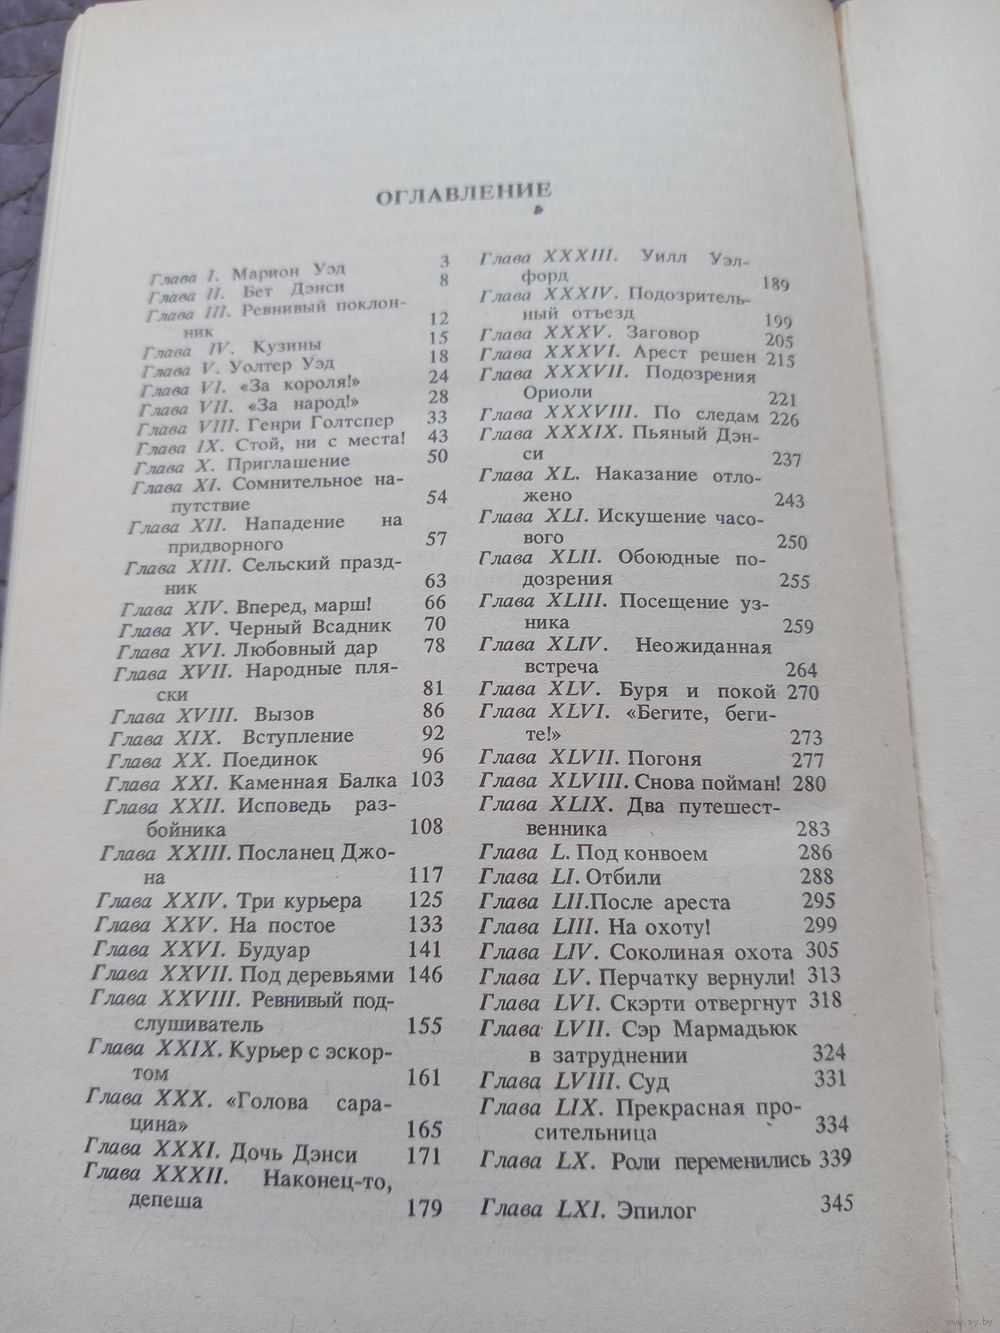 ОГЛАВЛЕНИЕ
Глава I. Марион Уэд 3
Глава II. Бет Дэнси 8
Глава III. Ревнивый поклон-
ник 12
Глава IV. Кузины 15
Глава V. Уолтер Уэд 18
Глава VI. «За короля!» 24
Глава VII. «За народ!» 28
Глава VIII. Генри Голтспер 33
Глава IX. Стой, ни с места! 43
Глава X. Приглашение 50
Глава XI. Сомнительное на-
путствие 54
Глава XII. Нападение на
придворного 57
Глава XIII. Сельский празд-
ник 63
Глава XIV. Вперед, марш! 66
Глава XV. Черный Всадник 70
Глава XVI. Любовный дар 78
Глава XVII. Народные пля-
ски 81
Глава XVIII. Вызов 86
Глава XIX. Вступление 92
Глава XX. Поединок 96
Глава XXI. Каменная Балка 103
Глава XXII. Исповедь раз-
бойника 108
Глава XXIII. Посланец Джо-
на 117
Глава XXIV. Три курьера 125
Глава XXV. На постое 133
Глава XXVI. Будуар 141
Глава XXVII. Под деревьями 146
Глава XXVIII. Ревнивый под-
слушиватель 155
Глава XXIX. Курьер с эскор-
том 161
Глава XXX. «Голова сара-
цина» 165
Глава XXXI. Дочь Дэнси 171
Глава XXXII. Наконец-то,
депеша 179
Глава XXXIII. Уилл Уэл-
форд 189
Глава XXXIV. Подозритель-
ный отъезд 199
Глава XXXV. Заговор 205
Глава XXXVI. Арест решен 215
Глава XXXVII. Подозрения
Ориоли 221
Глава XXXVIII. По следам 226
Глава XXXIX. Пьяный Дэн-
си 237
Глава XL. Наказание отло-
жено 243
Глава XLI. Искушение часо-
вого 250
Глава XLII. Обоюдные по-
дозрения 255
Глава XLIII. Посещение уз-
ника 259
Глава XLIV. Неожиданная
встреча 264
Глава XLV. Буря и покой 270
Глава XLVI. «Бегите, беги-
те!» 273
Глава XLVII. Погоня 277
Глава XLVIII. Снова пойман! 280
Глава XLIX. Два путешест-
венника 283
Глава L. Под конвоем 286
Глава LI. Отбили 288
Глава LII.После ареста 295
Глава LIII. На охоту! 299
Глава LIV. Соколиная охота 305
Глава LV. Перчатку вернули! 313
Глава LVI. Скэрти отвергнут 318
Глава LVII. Сэр Мармадьюк
в затруднении 324
Глава LVIII. Суд 331
Глава LIX. Прекрасная про-
сительница 334
Глава LX. Роли переменились 339
Глава LXI. Эпилог 345
www.ay.by